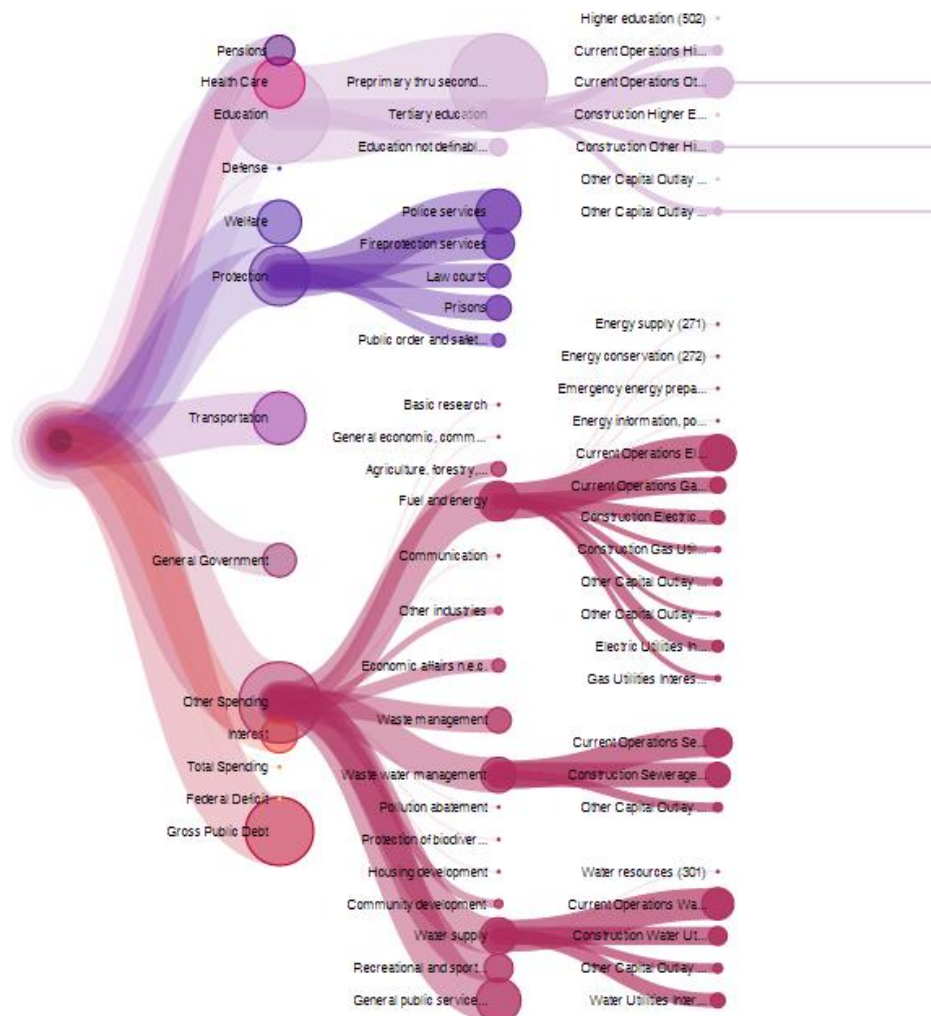 Pensions
Health Care
Education
Defense
Welfare
Protection
Transportation
General Government
Other Spending
Interest
Total Spending
Federal Deficit
Gross Public Debt
Preprimary thru second...
Tertiary education
Education not definabl...
Police services
Fireprotection services
Law courts
Prisons
Public order and safet...
Basic research
General economic, comm...
Agriculture, forestry,...
Fuel and energy
Communication
Other industries
Economic affairs n.e.c.
Waste management
Waste water management
Pollution abatement
Protection of biodiver...
Housing development
Community development
Water supply
Recreational and sport...
General public service...
Higher education (502)
Current Operations Hi...
Current Operations Ot...
Construction Higher E...
Construction Other Hi...
Other Capital Outlay ...
Other Capital Outlay ...
Energy supply (271)
Energy conservation (272)
Emergency energy prepa...
Energy information, po...
Current Operations El...
Current Operations Ga...
Construction Electric...
Construction Gas Util...
Other Capital Outlay ...
Other Capital Outlay ...
Electric Utilities In...
Gas Utilities Interes...
Current Operations Se...
Construction Sewerage...
Other Capital Outlay ...
Water resources (301)
Current Operations Wa...
Construction Water Ut...
Other Capital Outlay ...
Water Utilities Inter...